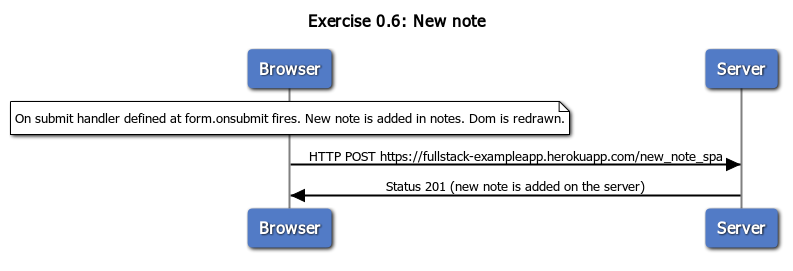 Exercise 0.6: New note
Browser
Server
On submit handler defined at form.onsubmit fires. New note is added in notes. Dom is redrawn.
HTTP POST https://fullstack-exampleapp.herokuapp.com/new_note_spa
Status 201 (new note is added on the server)
Browser
Server